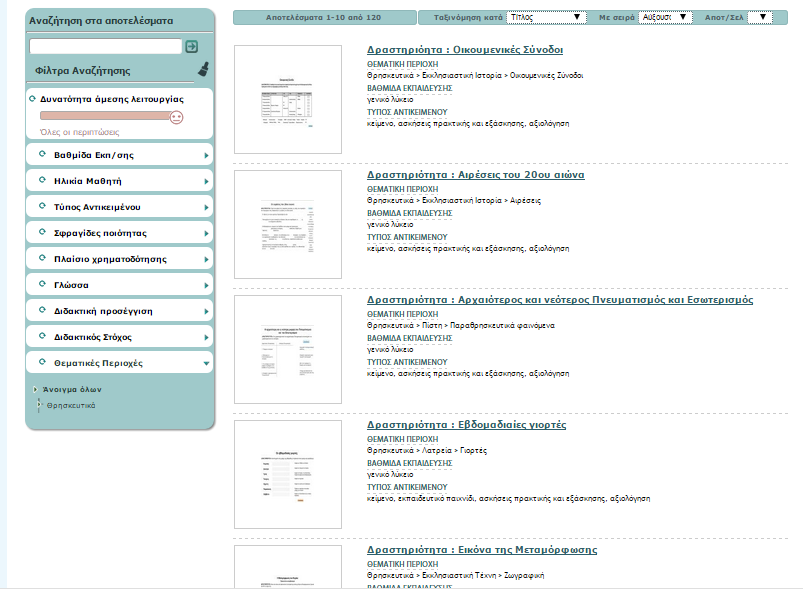 Αναζήτηση στα αποτελέσματα
Φίλτρα Αναζήτησης
Δυνατότητα άμεσης λειτουργίας
Όλες οι περιπτώσεις
Βαθμίδα Εκπ/σης
Ηλικία Μαθητή
Τύπος Αντικειμένου
Σφραγίδες ποιότητας
Πλαίσιο χρηματοδότησης
Γλώσσα
Διδακτική προσέγγιση
Διδακτικός Στόχος
Θεματικές Περιοχές
Άνοιγμα όλων
Θρησκευτικά
Αποτελέσματα 1-10 από 120
Ταξινόμηση κατά Τίτλος Με σειρά Αύξουσα Αποτ/Σελ
Δραστηριότητα : Οικουμενικές Σύνοδοι
ΘΕΜΑΤΙΚΗ ΠΕΡΙΟΧΗ
Θρησκευτικά > Εκκλησιαστική Ιστορία > Οικουμενικές Σύνοδοι
ΒΑΘΜΙΔΑ ΕΚΠΑΙΔΕΥΣΗΣ
γενικό λύκειο
ΤΥΠΟΣ ΑΝΤΙΚΕΙΜΕΝΟΥ
κείμενο, ασκήσεις πρακτικής και εξάσκησης, αξιολόγηση
Δραστηριότητα : Αιρέσεις του 20ου αιώνα
ΘΕΜΑΤΙΚΗ ΠΕΡΙΟΧΗ
Θρησκευτικά > Εκκλησιαστική Ιστορία > Αιρέσεις
ΒΑΘΜΙΔΑ ΕΚΠΑΙΔΕΥΣΗΣ
γενικό λύκειο
ΤΥΠΟΣ ΑΝΤΙΚΕΙΜΕΝΟΥ
κείμενο, ασκήσεις πρακτικής και εξάσκησης, αξιολόγηση
Δραστηριότητα : Αρχαιότερος και νεότερος Πνευματισμός και Εσωτερισμός
ΘΕΜΑΤΙΚΗ ΠΕΡΙΟΧΗ
Θρησκευτικά > Πίστη > Παραθρησκευτικά φαινόμενα
ΒΑΘΜΙΔΑ ΕΚΠΑΙΔΕΥΣΗΣ
γενικό λύκειο
ΤΥΠΟΣ ΑΝΤΙΚΕΙΜΕΝΟΥ
κείμενο, ασκήσεις πρακτικής και εξάσκησης, αξιολόγηση
Δραστηριότητα : Εβδομαδιαίες γιορτές
ΘΕΜΑΤΙΚΗ ΠΕΡΙΟΧΗ
Θρησκευτικά > Λατρεία > Γιορτές
ΒΑΘΜΙΔΑ ΕΚΠΑΙΔΕΥΣΗΣ
γενικό λύκειο
ΤΥΠΟΣ ΑΝΤΙΚΕΙΜΕΝΟΥ
κείμενο, εκπαιδευτικό παιχνίδι, ασκήσεις πρακτικής και εξάσκησης, αξιολόγηση
Δραστηριότητα : Εικόνα της Μεταμόρφωσης
ΘΕΜΑΤΙΚΗ ΠΕΡΙΟΧΗ
Θρησκευτικά > Εκκλησιαστική Τέχνη > Ζωγραφική
ΒΑΘΜΙΔΑ ΕΚΠΑΙΔΕΥΣΗΣ